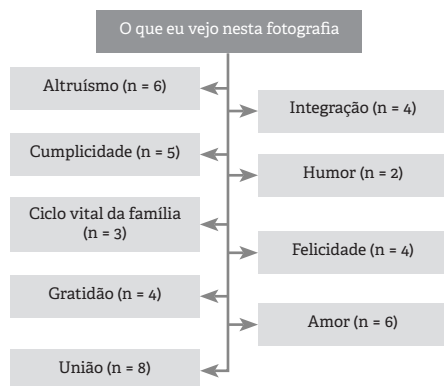 O que eu vejo nesta fotografia
Altruísmo (n = 6)
Integração (n = 4)
Cumplicidade (n = 5)
Humor (n = 2)
Ciclo vital da família
(n = 3)
Felicidade (n = 4)
Gratidão (n = 4)
Amor (n = 6)
União (n = 8)